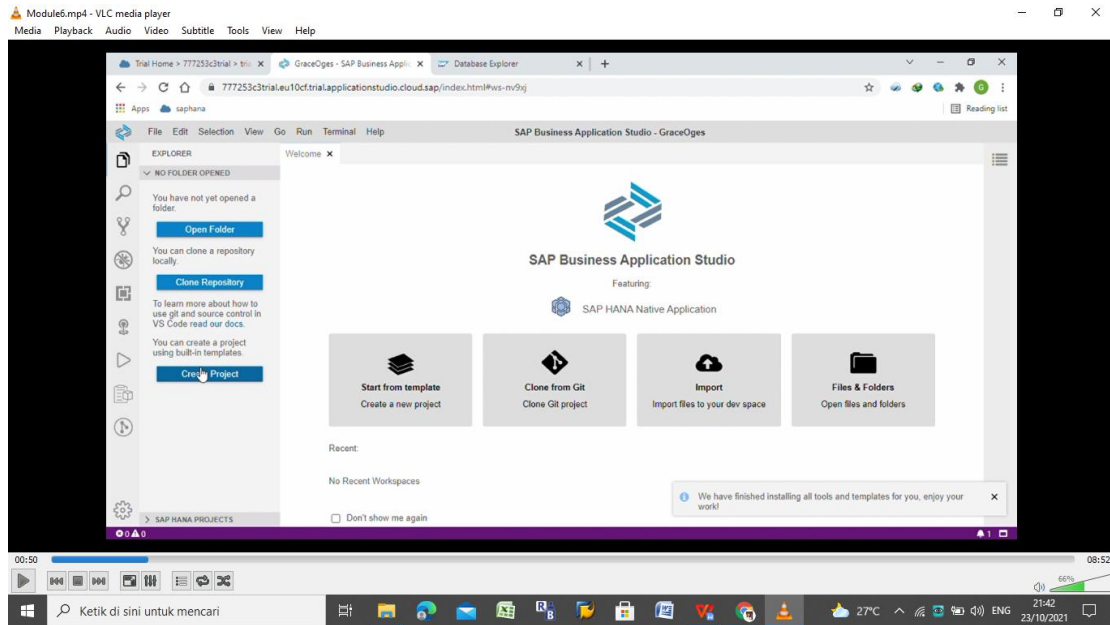 Module6.mp4 - VLC media player
Media Playback Audio Video Subtitle Tools View Help
Trial Home > 777253c3trial > tria
GraceOges - SAP Business Applic
Database Explorer
777253c3trial.eu10cf.trial.applicationstudio.cloud.sap/index.html#ws-nv9xj
G
Apps saphana
Reading list
File Edit Selection View Go Run Terminal Help
SAP Business Application Studio - GraceOges
EXPLORER
NO FOLDER OPENED
You have not yet opened a
folder.
Open Folder
You can clone a repository
locally.
Clone Repository
To learn more about how to
use git and source control in
VS Code read our docs.
You can create a project
using built-in templates.
Create Project
SAP HANA PROJECTS
Welcome
SAP Business Application Studio
Featuring:
SAP HANA Native Application
Start from template
Create a new project
Clone from Git
Clone Git project
Import
Import files to your dev space
Files & Folders
Open files and folders
Recent:
No Recent Workspaces
Don't show me again
We have finished installing all tools and templates for you, enjoy your
work!
0 0
1
00:50
08:52
66%
Ketik di sini untuk mencari
27°C
ENG
21:42
23/10/2021